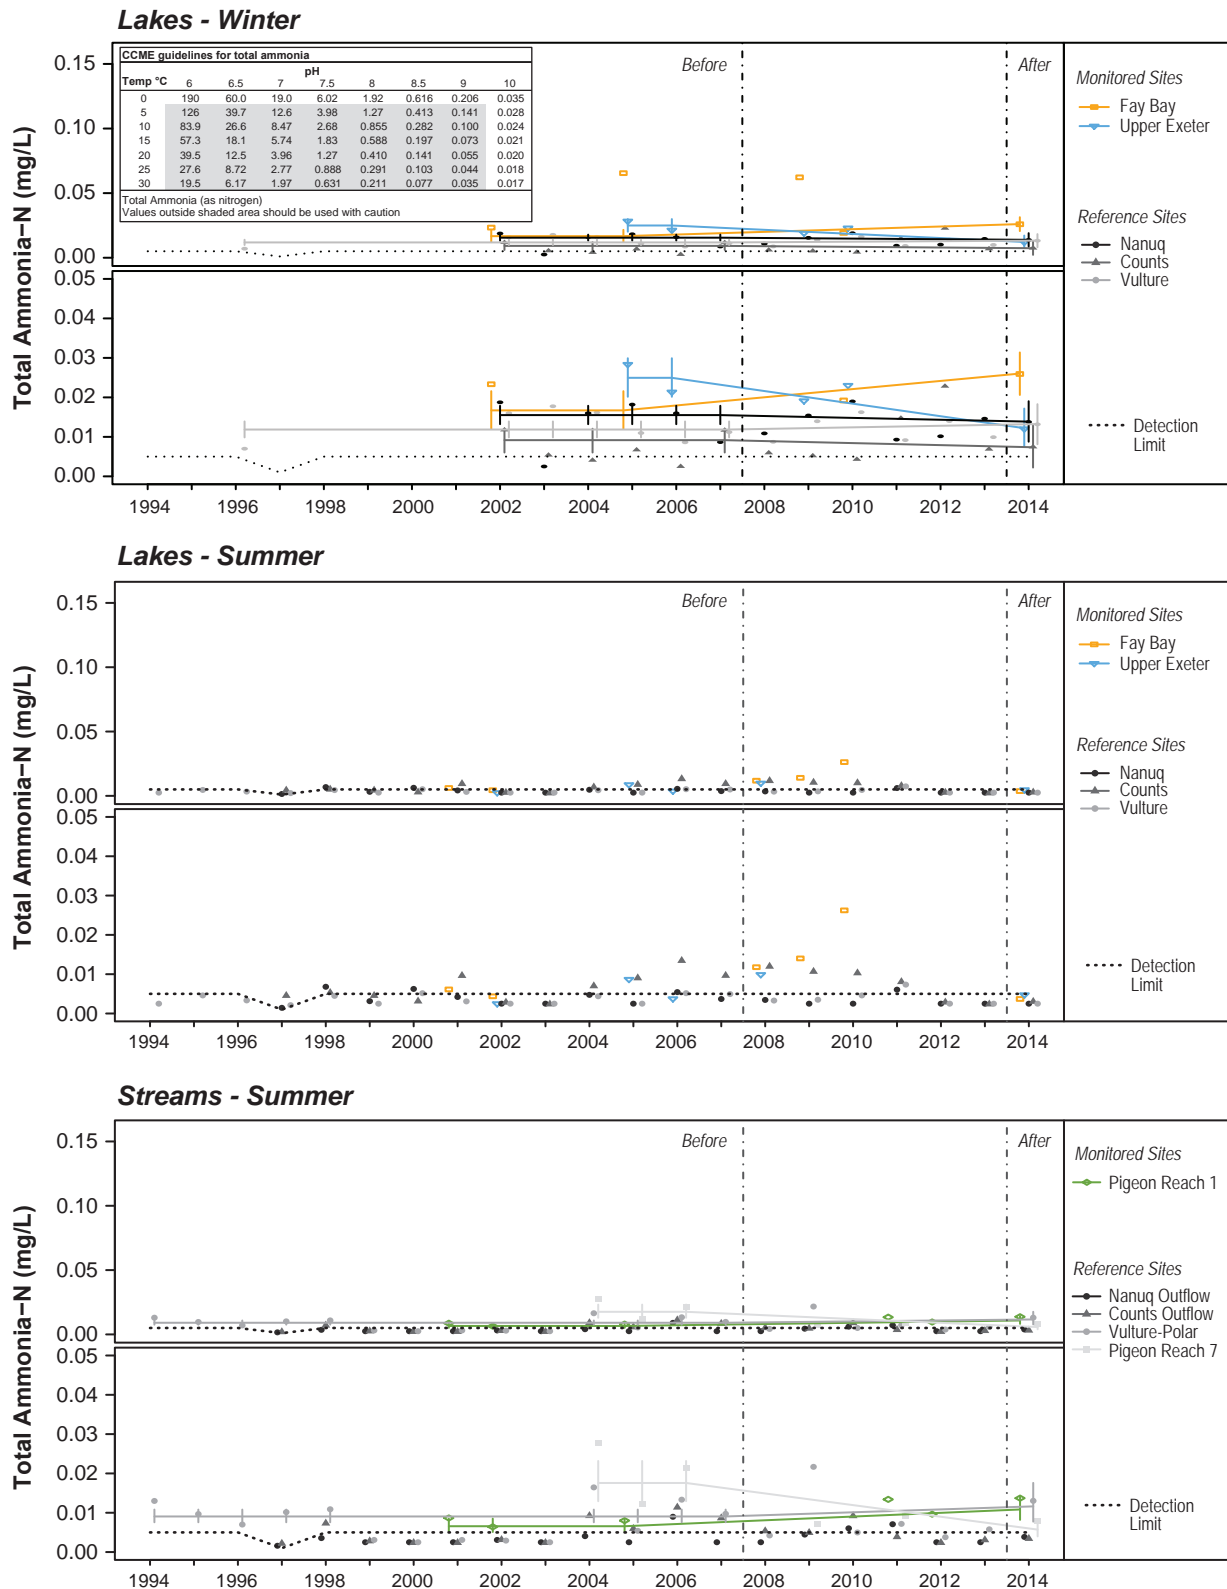 Lakes - Winter
Total Ammonia−N (mg/L)
0.15
0.10
0.05
0.00
CCME guidelines for total ammonia
pH
Temp °C 6 6.5 7 7.5 8 8.5 9 10
0 190 60.0 19.0 6.02 1.92 0.616 0.206 0.035
5 126 39.7 12.6 3.98 1.27 0.413 0.141 0.028
10 83.9 26.6 8.47 2.68 0.855 0.282 0.100 0.024
15 57.3 18.1 5.74 1.83 0.588 0.197 0.073 0.021
20 39.5 12.5 3.96 1.27 0.410 0.141 0.055 0.020
25 27.6 8.72 2.77 0.888 0.291 0.103 0.044 0.018
30 19.5 6.17 1.97 0.631 0.211 0.077 0.035 0.017
Total Ammonia (as nitrogen)
Values outside shaded area should be used with caution
Before
After
Monitored Sites
Fay Bay
Upper Exeter
Reference Sites
Nanuq
Counts
Vulture
Total Ammonia−N (mg/L)
0.05
0.04
0.03
0.02
0.01
0.00
Detection
Limit
1994 1996 1998 2000 2002 2004 2006 2008 2010 2012 2014
Lakes - Summer
Total Ammonia−N (mg/L)
0.15
0.10
0.05
0.00
Before
After
Monitored Sites
Fay Bay
Upper Exeter
Reference Sites
Nanuq
Counts
Vulture
Total Ammonia−N (mg/L)
0.05
0.04
0.03
0.02
0.01
0.00
Detection
Limit
1994 1996 1998 2000 2002 2004 2006 2008 2010 2012 2014
Streams - Summer
Total Ammonia−N (mg/L)
0.15
0.10
0.05
0.00
Before
After
Monitored Sites
Pigeon Reach 1
Reference Sites
Nanuq Outflow
Counts Outflow
Vulture-Polar
Pigeon Reach 7
Total Ammonia−N (mg/L)
0.05
0.04
0.03
0.02
0.01
0.00
Detection
Limit
1994 1996 1998 2000 2002 2004 2006 2008 2010 2012 2014